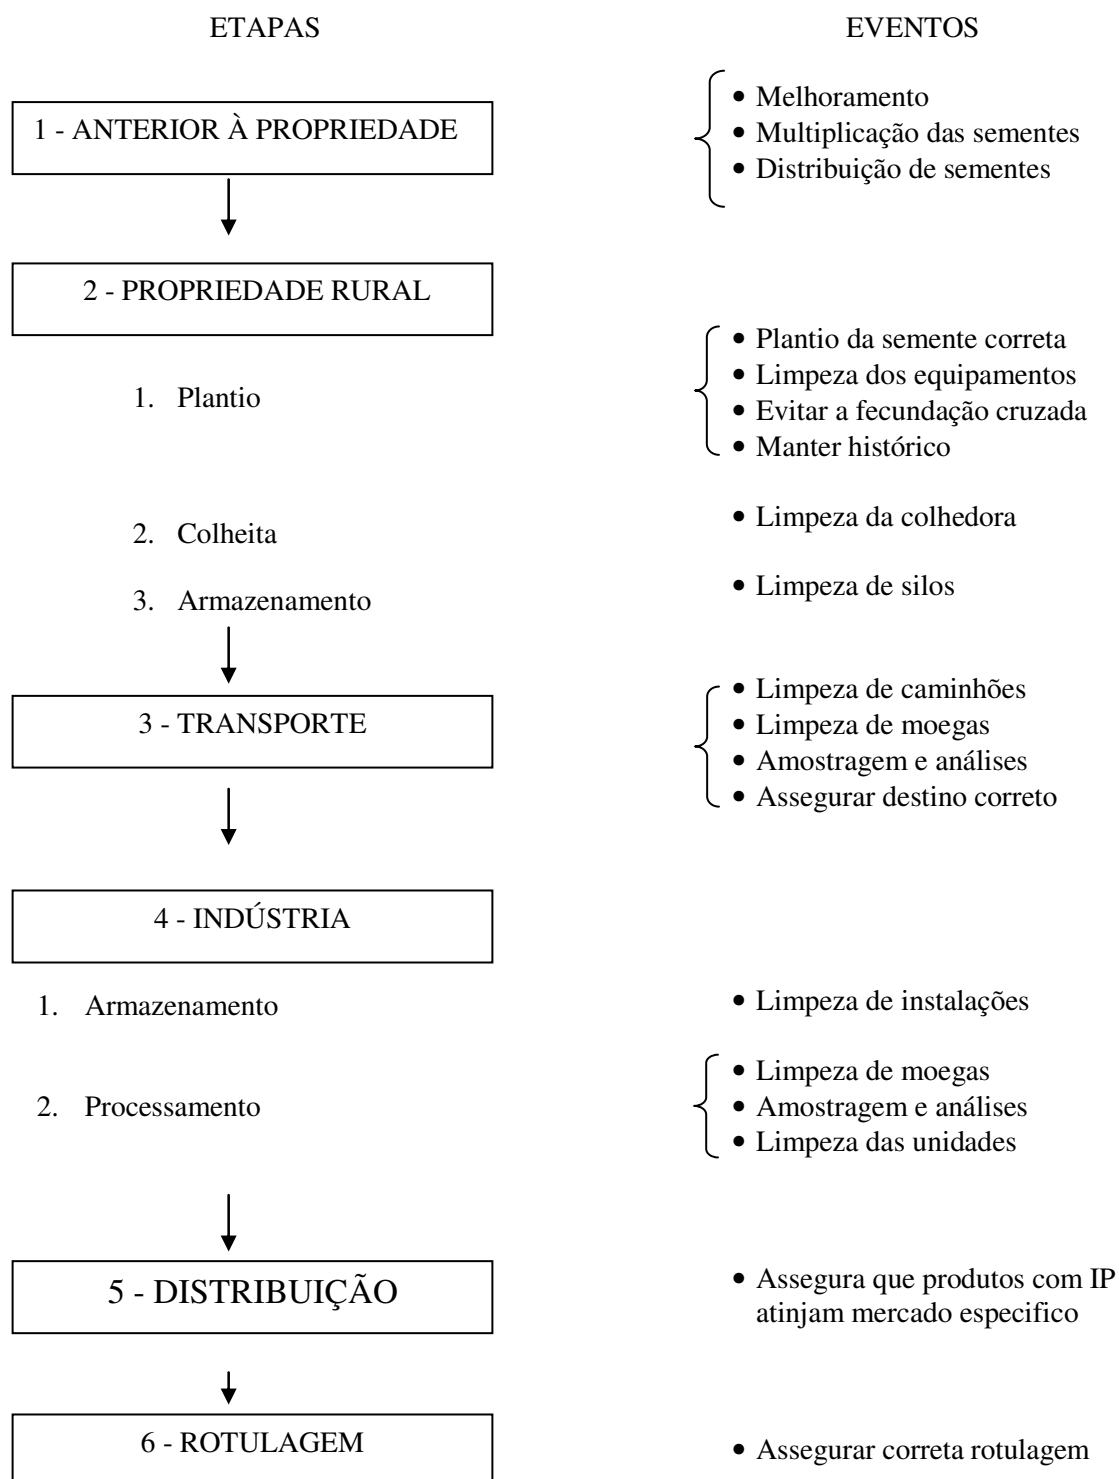 ETAPAS
EVENTOS
1 - ANTERIOR À PROPRIEDADE
• Melhoramento
• Multiplicação das sementes
• Distribuição de sementes
2 - PROPRIEDADE RURAL
1. Plantio
• Plantio da semente correta
• Limpeza dos equipamentos
• Evitar a fecundação cruzada
• Manter histórico
2. Colheita
• Limpeza da colhedora
3. Armazenamento
• Limpeza de silos
3 - TRANSPORTE
• Limpeza de caminhões
• Limpeza de moegas
• Amostragem e análises
• Assegurar destino correto
4 - INDÚSTRIA
1. Armazenamento
• Limpeza de instalações
2. Processamento
• Limpeza de moegas
• Amostragem e análises
• Limpeza das unidades
5 - DISTRIBUIÇÃO
• Assegura que produtos com IP
atinjam mercado especifico
6 - ROTULAGEM
• Assegurar correta rotulagem